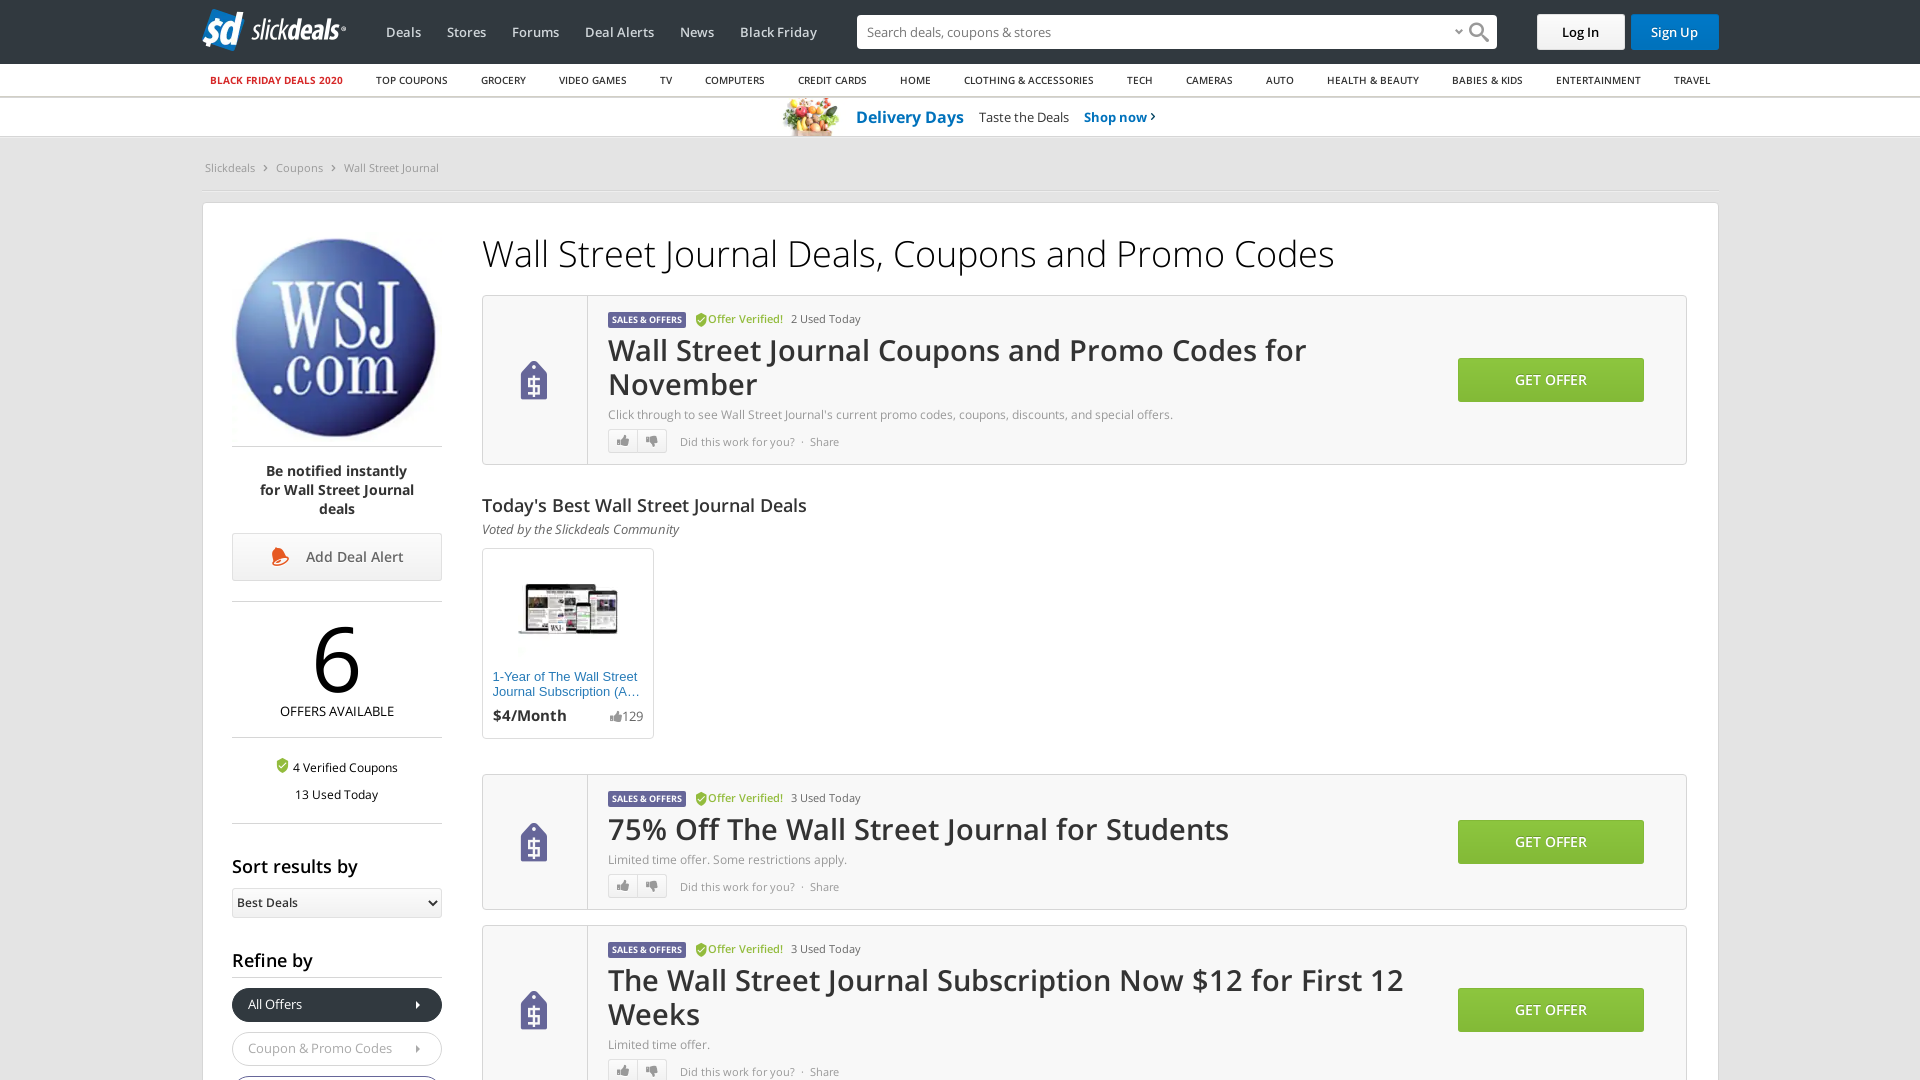 sd slickdeals
Deals Stores Forums Deal Alerts News Black Friday
Search deals, coupons & stores
Log In Sign Up
BLACK FRIDAY DEALS 2020 TOP COUPONS GROCERY VIDEO GAMES TV COMPUTERS CREDIT CARDS HOME CLOTHING & ACCESSORIES TECH CAMERAS AUTO HEALTH & BEAUTY BABIES & KIDS ENTERTAINMENT TRAVEL
Delivery Days Taste the Deals Shop now
Slickdeals Coupons Wall Street Journal
WSJ
.com
Be notified instantly
for Wall Street Journal
deals
Add Deal Alert
6
OFFERS AVAILABLE
4 Verified Coupons
13 Used Today
Sort results by
Best Deals
Refine by
All Offers
Coupon & Promo Codes
Wall Street Journal Deals, Coupons and Promo Codes
SALES & OFFERS Offer Verified! 2 Used Today
Wall Street Journal Coupons and Promo Codes for
November
Click through to see Wall Street Journal's current promo codes, coupons, discounts, and special offers.
Did this work for you? · Share
GET OFFER
Today's Best Wall Street Journal Deals
Voted by the Slickdeals Community
WSJ
1-Year of The Wall Street
Journal Subscription (A…
$4/Month 129
SALES & OFFERS Offer Verified! 3 Used Today
75% Off The Wall Street Journal for Students
Limited time offer. Some restrictions apply.
Did this work for you? · Share
GET OFFER
SALES & OFFERS Offer Verified! 3 Used Today
The Wall Street Journal Subscription Now $12 for First 12
Weeks
Limited time offer.
Did this work for you? · Share
GET OFFER